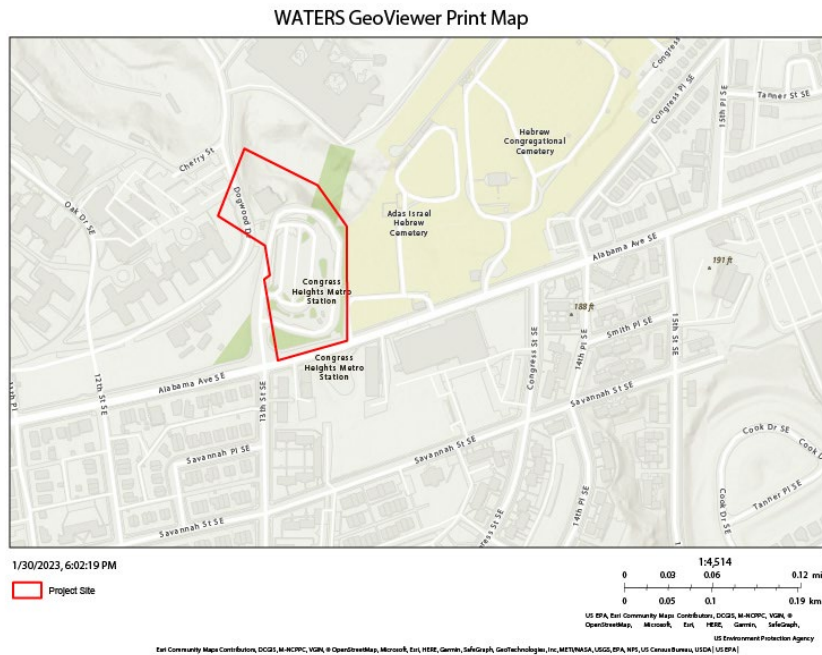 WATERS GeoViewer Print Map
Congress
Congress Pl SE
15th Pl SE
Tanner St SE
Cherry St
Hebrew
Congregational
Cemetery
Oak Dr SE
Dogwood D
Adas Israel
Hebrew
Cemetery
Alabama Ave SE
191 ft
Congress
Heights Metro
Station
188 ft
Smith Pl SE
15th St SE
Congress St SE
14th Pl SE
Congress
Heights Metro
Station
Alabama Ave SE
11th Pl
12th St SE
13th St SE
Savannah St SE
Savannah Pl SE
Savannah St SE
Cook Dr SE
Cook D
Tanner Pl SE
Cook Dr SE
Savannah St SE
ess St SE
14th Pl SE
1/30/2023, 6:02:19 PM
Project Site
1:4,514
0 0.03 0.06 0.12 mi
0 0.05 0.1 0.19 km
US EPA, Esri Community Maps Contributors, DCGIS, M-NCPPC, VGIN, ©
OpenStreetMap, Microsoft, Esri, HERE, Garmin, SafeGraph,
US Environment Protection Agency
Esri Community Maps Contributors, DCGIS, M-NCPPC, VGIN, © OpenStreetMap, Microsoft, Esri, HERE, Garmin, SafeGraph, GeoTechnologies, Inc, METI/NASA, USGS, EPA, NPS, US Census Bureau, USDA | US EPA |